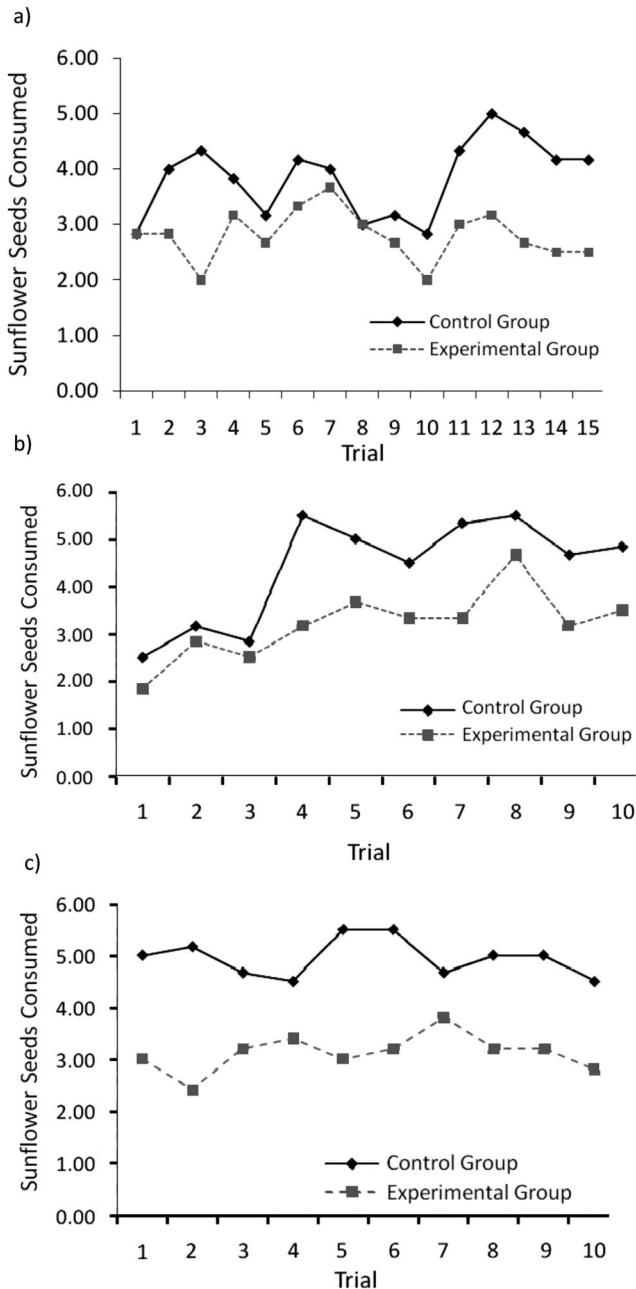 a)
Sunflower Seeds Consumed
6.00
5.00
4.00
3.00
2.00
1.00
0.00
Control Group
Experimental Group
1 2 3 4 5 6 7 8 9 10 11 12 13 14 15
Trial
b)
Sunflower Seeds Consumed
6.00
5.00
4.00
3.00
2.00
1.00
0.00
Control Group
Experimental Group
1 2 3 4 5 6 7 8 9 10
Trial
c)
Sunflower Seeds Consumed
6.00
5.00
4.00
3.00
2.00
1.00
0.00
Control Group
Experimental Group
1 2 3 4 5 6 7 8 9 10
Trial